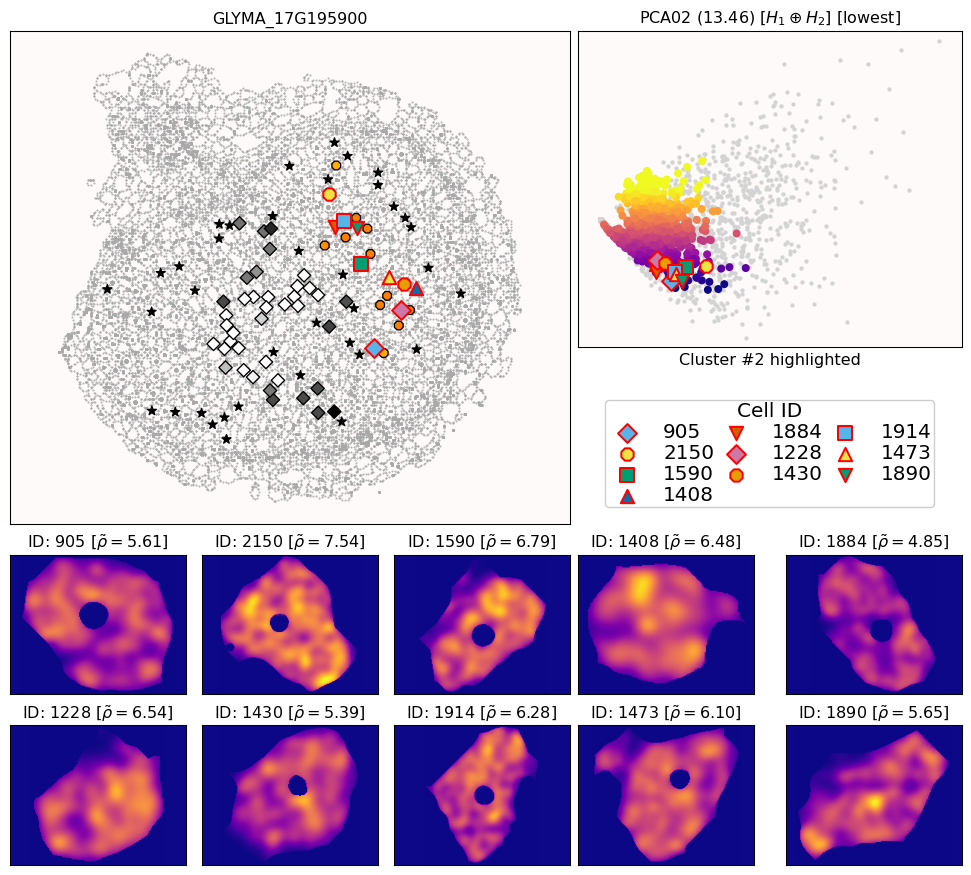 GLYMA_17G195900
PCA02 (13.46) [H₁ ⊕ H₂] [lowest]
Cluster #2 highlighted
Cell ID
905 1884 1914
2150 1228 1473
1590 1430 1890
1408
ID: 905 [ρ̃ = 5.61]
ID: 2150 [ρ̃ = 7.54]
ID: 1590 [ρ̃ = 6.79]
ID: 1408 [ρ̃ = 6.48]
ID: 1884 [ρ̃ = 4.85]
ID: 1228 [ρ̃ = 6.54]
ID: 1430 [ρ̃ = 5.39]
ID: 1914 [ρ̃ = 6.28]
ID: 1473 [ρ̃ = 6.10]
ID: 1890 [ρ̃ = 5.65]